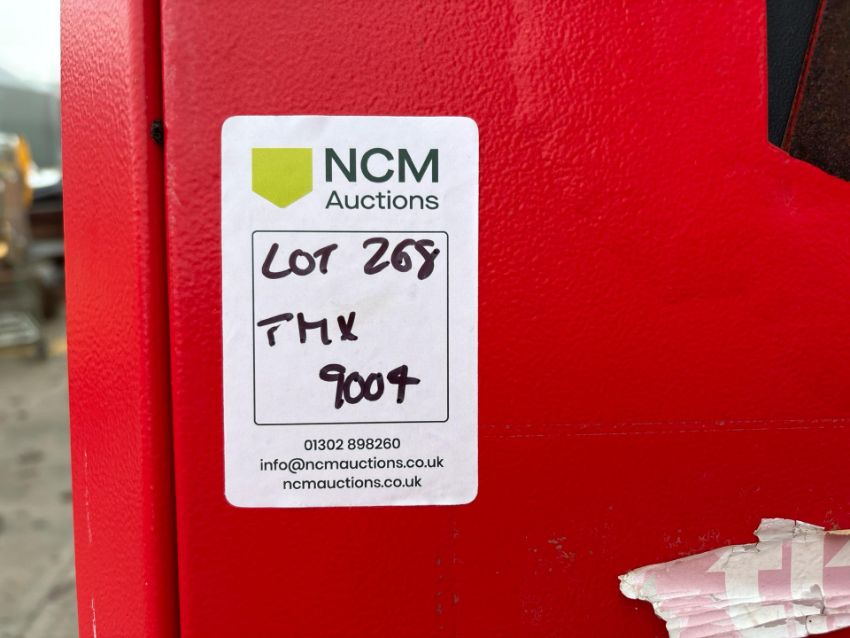 NCM
Auctions
LOT 268
TMX
9004
01302 898260
info@ncmauctions.co.uk
ncmauctions.co.uk